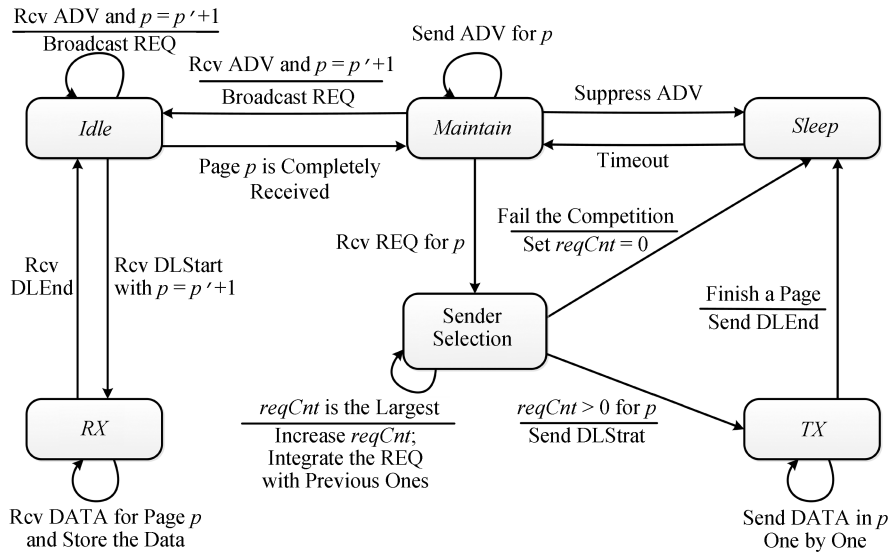 Rcv ADV and p = p′+1
Broadcast REQ
Send ADV for p
Rcv ADV and p = p′+1
Broadcast REQ
Suppress ADV
Idle
Maintain
Sleep
Page p is Completely
Received
Timeout
Rcv REQ for p
Fail the Competition
Set reqCnt = 0
Rcv
DLEnd
Rcv DLStart
with p = p′+1
Finish a Page
Send DLEnd
Sender
Selection
reqCnt is the Largest
Increase reqCnt;
Integrate the REQ
with Previous Ones
reqCnt > 0 for p
Send DLStrat
RX
TX
Rcv DATA for Page p
and Store the Data
Send DATA in p
One by One